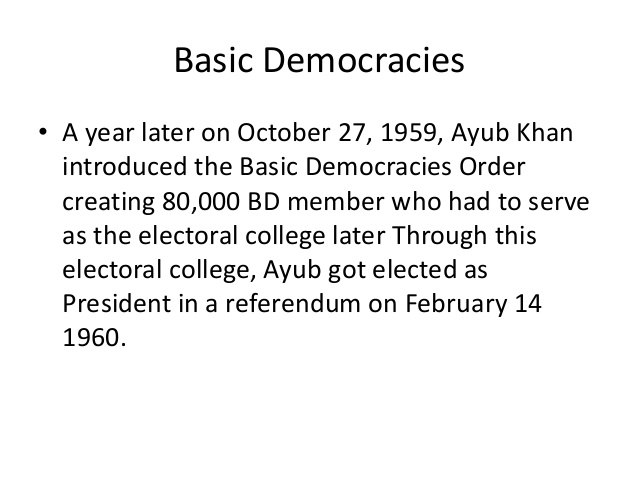 Basic Democracies
• A year later on October 27, 1959, Ayub Khan
introduced the Basic Democracies Order
creating 80,000 BD member who had to serve
as the electoral college later Through this
electoral college, Ayub got elected as
President in a referendum on February 14
1960.